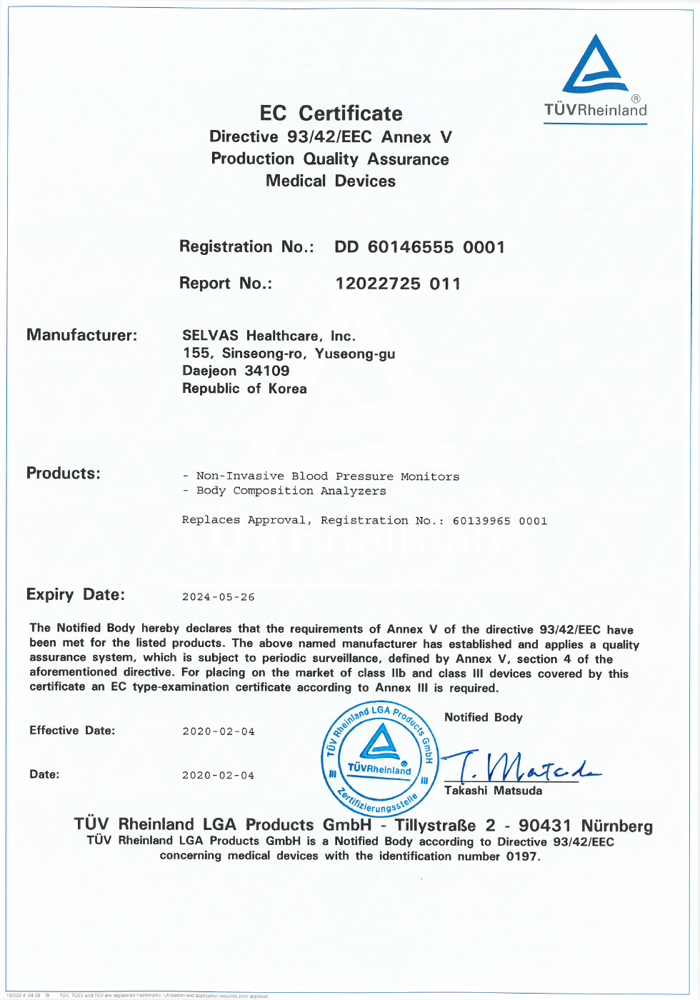 TÜVRheinland
®
EC Certificate
Directive 93/42/EEC Annex V
Production Quality Assurance
Medical Devices
Registration No.: DD 60146555 0001
Report No.: 12022725 011
Manufacturer: SELVAS Healthcare, Inc.
155, Sinseong-ro, Yuseong-gu
Daejeon 34109
Republic of Korea
Products: - Non-Invasive Blood Pressure Monitors
- Body Composition Analyzers
Replaces Approval, Registration No.: 60139965 0001
Expiry Date: 2024-05-26
The Notified Body hereby declares that the requirements of Annex V of the directive 93/42/EEC have
been met for the listed products. The above named manufacturer has established and applies a quality
assurance system, which is subject to periodic surveillance, defined by Annex V, section 4 of the
aforementioned directive. For placing on the market of class IIb and class III devices covered by this
certificate an EC type-examination certificate according to Annex III is required.
Notified Body
Effective Date: 2020-02-04
Date: 2020-02-04
TÜV Rheinland LGA Products GmbH
TÜVRheinland
®
Zertifizierungsstelle
T. Matsuda
Takashi Matsuda
TÜV Rheinland LGA Products GmbH - Tillystraße 2 - 90431 Nürnberg
TÜV Rheinland LGA Products GmbH is a Notified Body according to Directive 93/42/EEC
concerning medical devices with the identification number 0197.
10/020 d 04.08 ® TÜV, TUEV and TUV are registered trademarks. Utilisation and application requires prior approval.